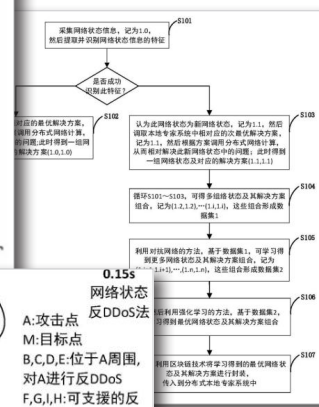 S101
采集网络状态信息，记为1.0，
然后提取并识别网络状态信息的特征
是否成功
识别此特征?
S102
对应的最优解决方案，
调用分布式网络计算，
的问题;此时得到一组网
解决方案(1.0,1.0)
S103
认为此网络状态为新网络状态，记为1.1，然后
调取本地专家系统中相对应的次最优解决方案，
记为1.1，然后根据方案调用分布式网络计算，
从而相对解决此新网络状态中的问题；此时得到
一组网络状态及对应的解决方案(1.1,1.1)
S104
循环S101～S103，可得多组络状态及其解决方案
组合，记为(1.2,1.2),…(1.i,1.i)，这些组合形成数
据集1
S105
利用对抗网络的方法，基于数据集1，可学习得
到更多网络状态及其解决方案组合，记为
1.i+1),…,(1.n,1.n)，这些组合形成数据集2
S106
后利用强化学习的方法，基于数据集2，
习得到最优网络状态及其解决方案组合
S107
利用区块链技术将学习得到的最优网络状
态及其解决方案进行封装，
传入到分布式本地专家系统中
0.15s
网络状态
反DDoS法
A:攻击点
M:目标点
B,C,D,E:位于A周围,
对A进行反DDoS
F,G,I,H:可支援的反